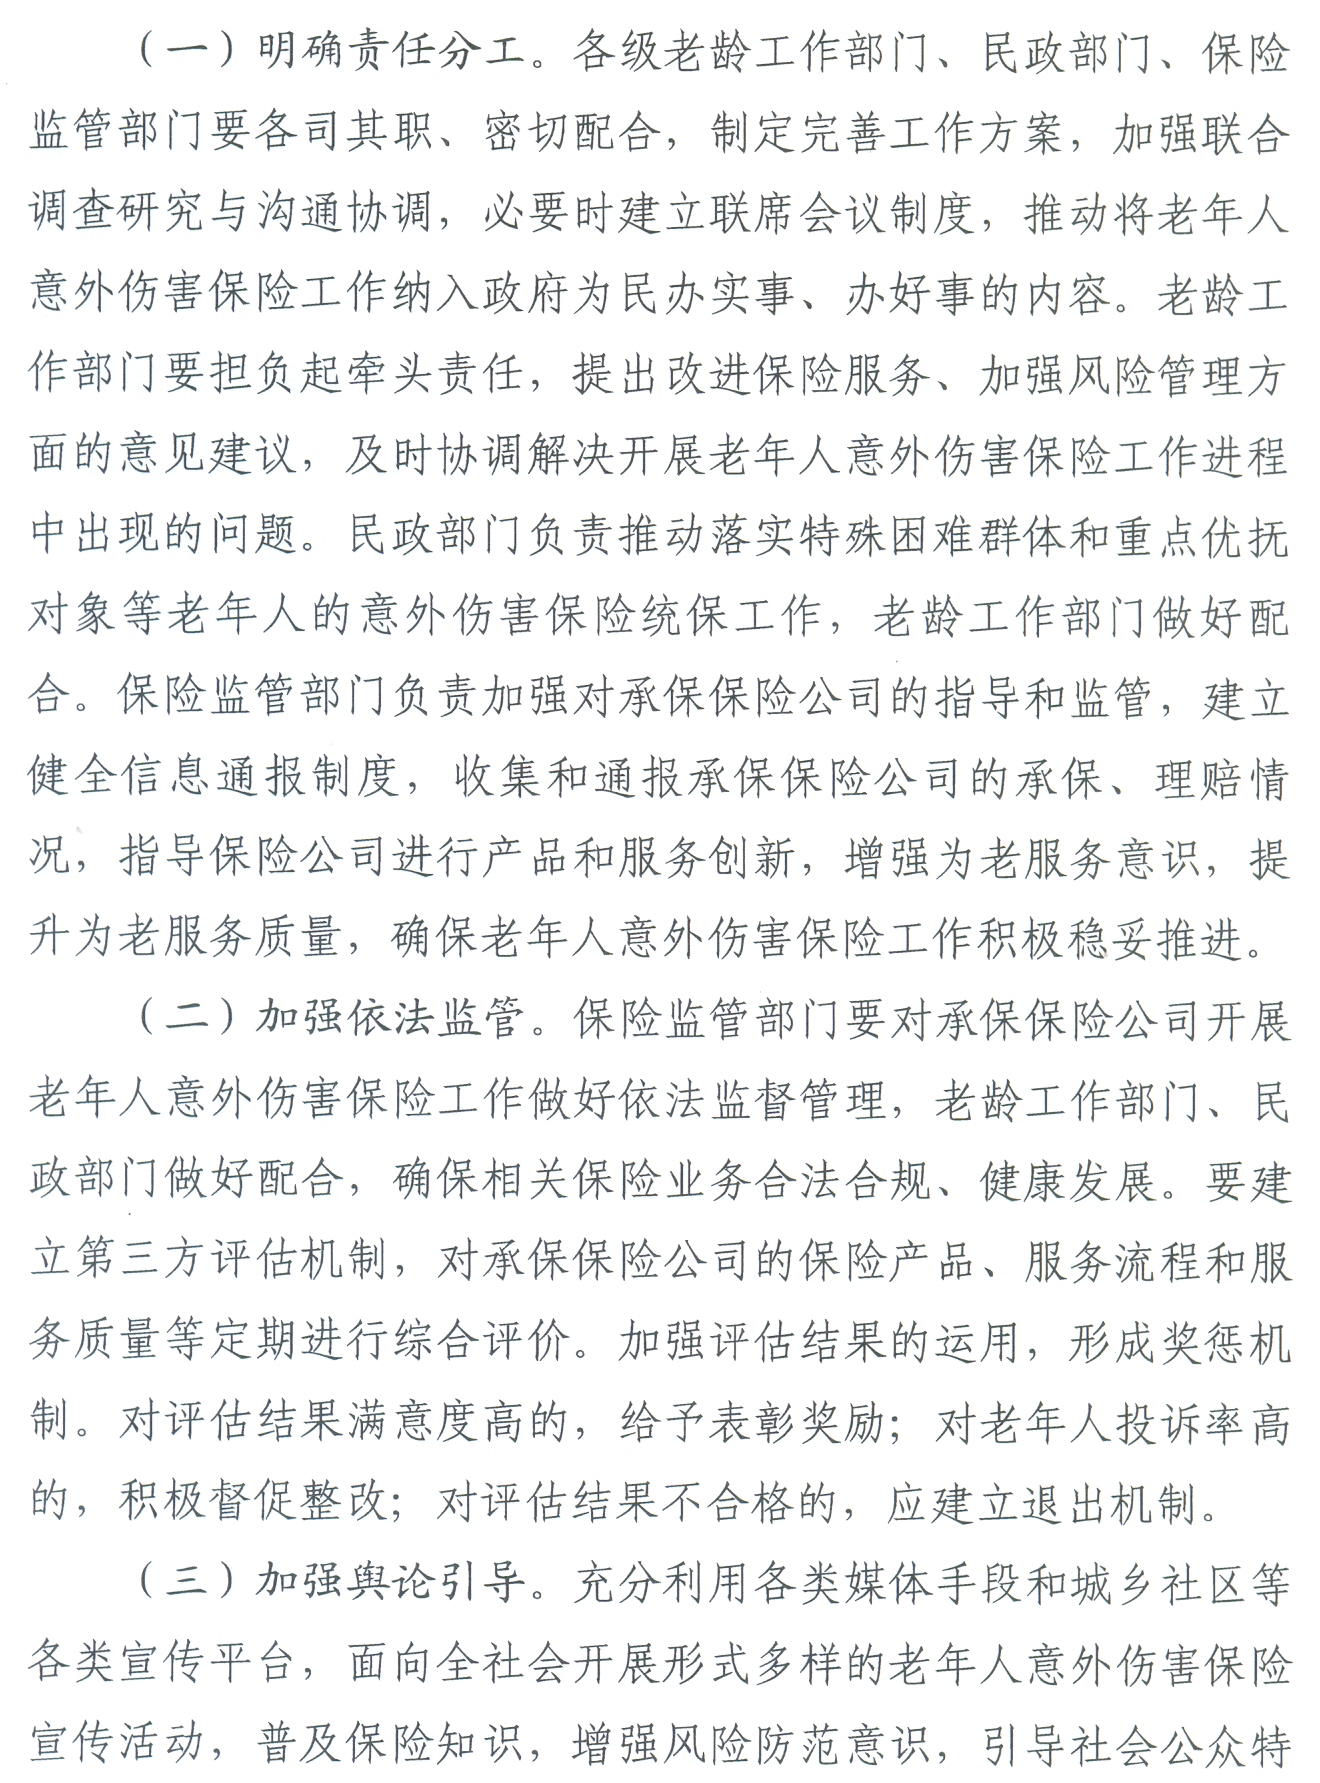 （一）明确责任分工。各级老龄工作部门、民政部门、保险
监管部门要各司其职、密切配合，制定完善工作方案，加强联合
调查研究与沟通协调，必要时建立联席会议制度，推动将老年人
意外伤害保险工作纳入政府为民办实事、办好事的内容。老龄工
作部门要担负起牵头责任，提出改进保险服务、加强风险管理方
面的意见建议，及时协调解决开展老年人意外伤害保险工作进程
中出现的问题。民政部门负责推动落实特殊困难群体和重点优抚
对象等老年人的意外伤害保险统保工作，老龄工作部门做好配
合。保险监管部门负责加强对承保保险公司的指导和监管，建立
健全信息通报制度，收集和通报承保保险公司的承保、理赔情
况，指导保险公司进行产品和服务创新，增强为老服务意识，提
升为老服务质量，确保老年人意外伤害保险工作积极稳妥推进。
（二）加强依法监管。保险监管部门要对承保保险公司开展
老年人意外伤害保险工作做好依法监督管理，老龄工作部门、民
政部门做好配合，确保相关保险业务合法合规、健康发展。要建
立第三方评估机制，对承保保险公司的保险产品、服务流程和服
务质量等定期进行综合评价。加强评估结果的运用，形成奖惩机
制。对评估结果满意度高的，给予表彰奖励；对老年人投诉率高
的，积极督促整改；对评估结果不合格的，应建立退出机制。
（三）加强舆论引导。充分利用各类媒体手段和城乡社区等
各类宣传平台，面向全社会开展形式多样的老年人意外伤害保险
宣传活动，普及保险知识，增强风险防范意识，引导社会公众特